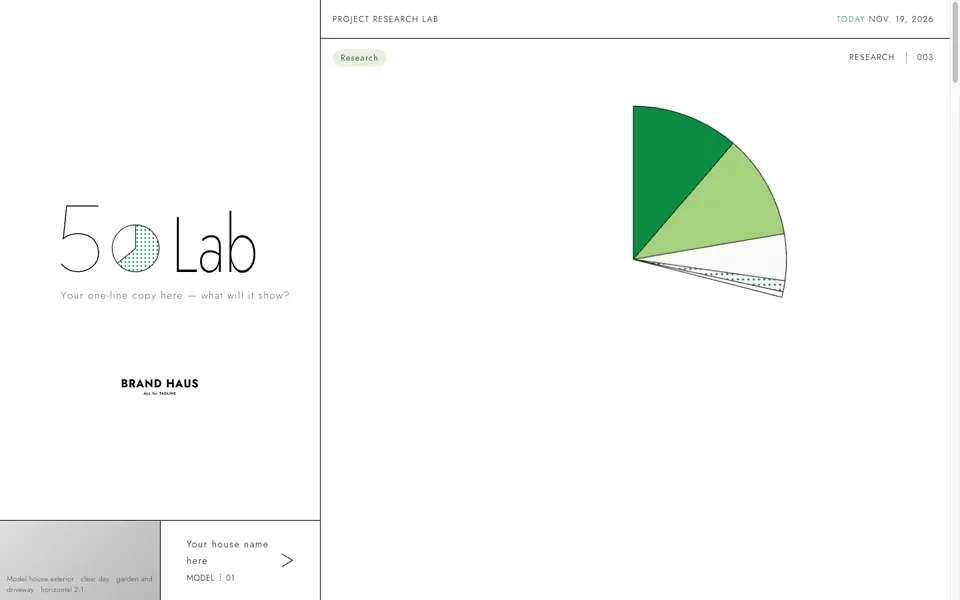 PROJECT RESEARCH LAB
TODAY NOV. 19, 2026
Research
RESEARCH | 003
50 Lab
Your one-line copy here — what will it show?
BRAND HAUS
ALL for TAGLINE
Model house exterior clear day garden and
driveway horizontal 2:1
Your house name
here
MODEL ⋮ 01